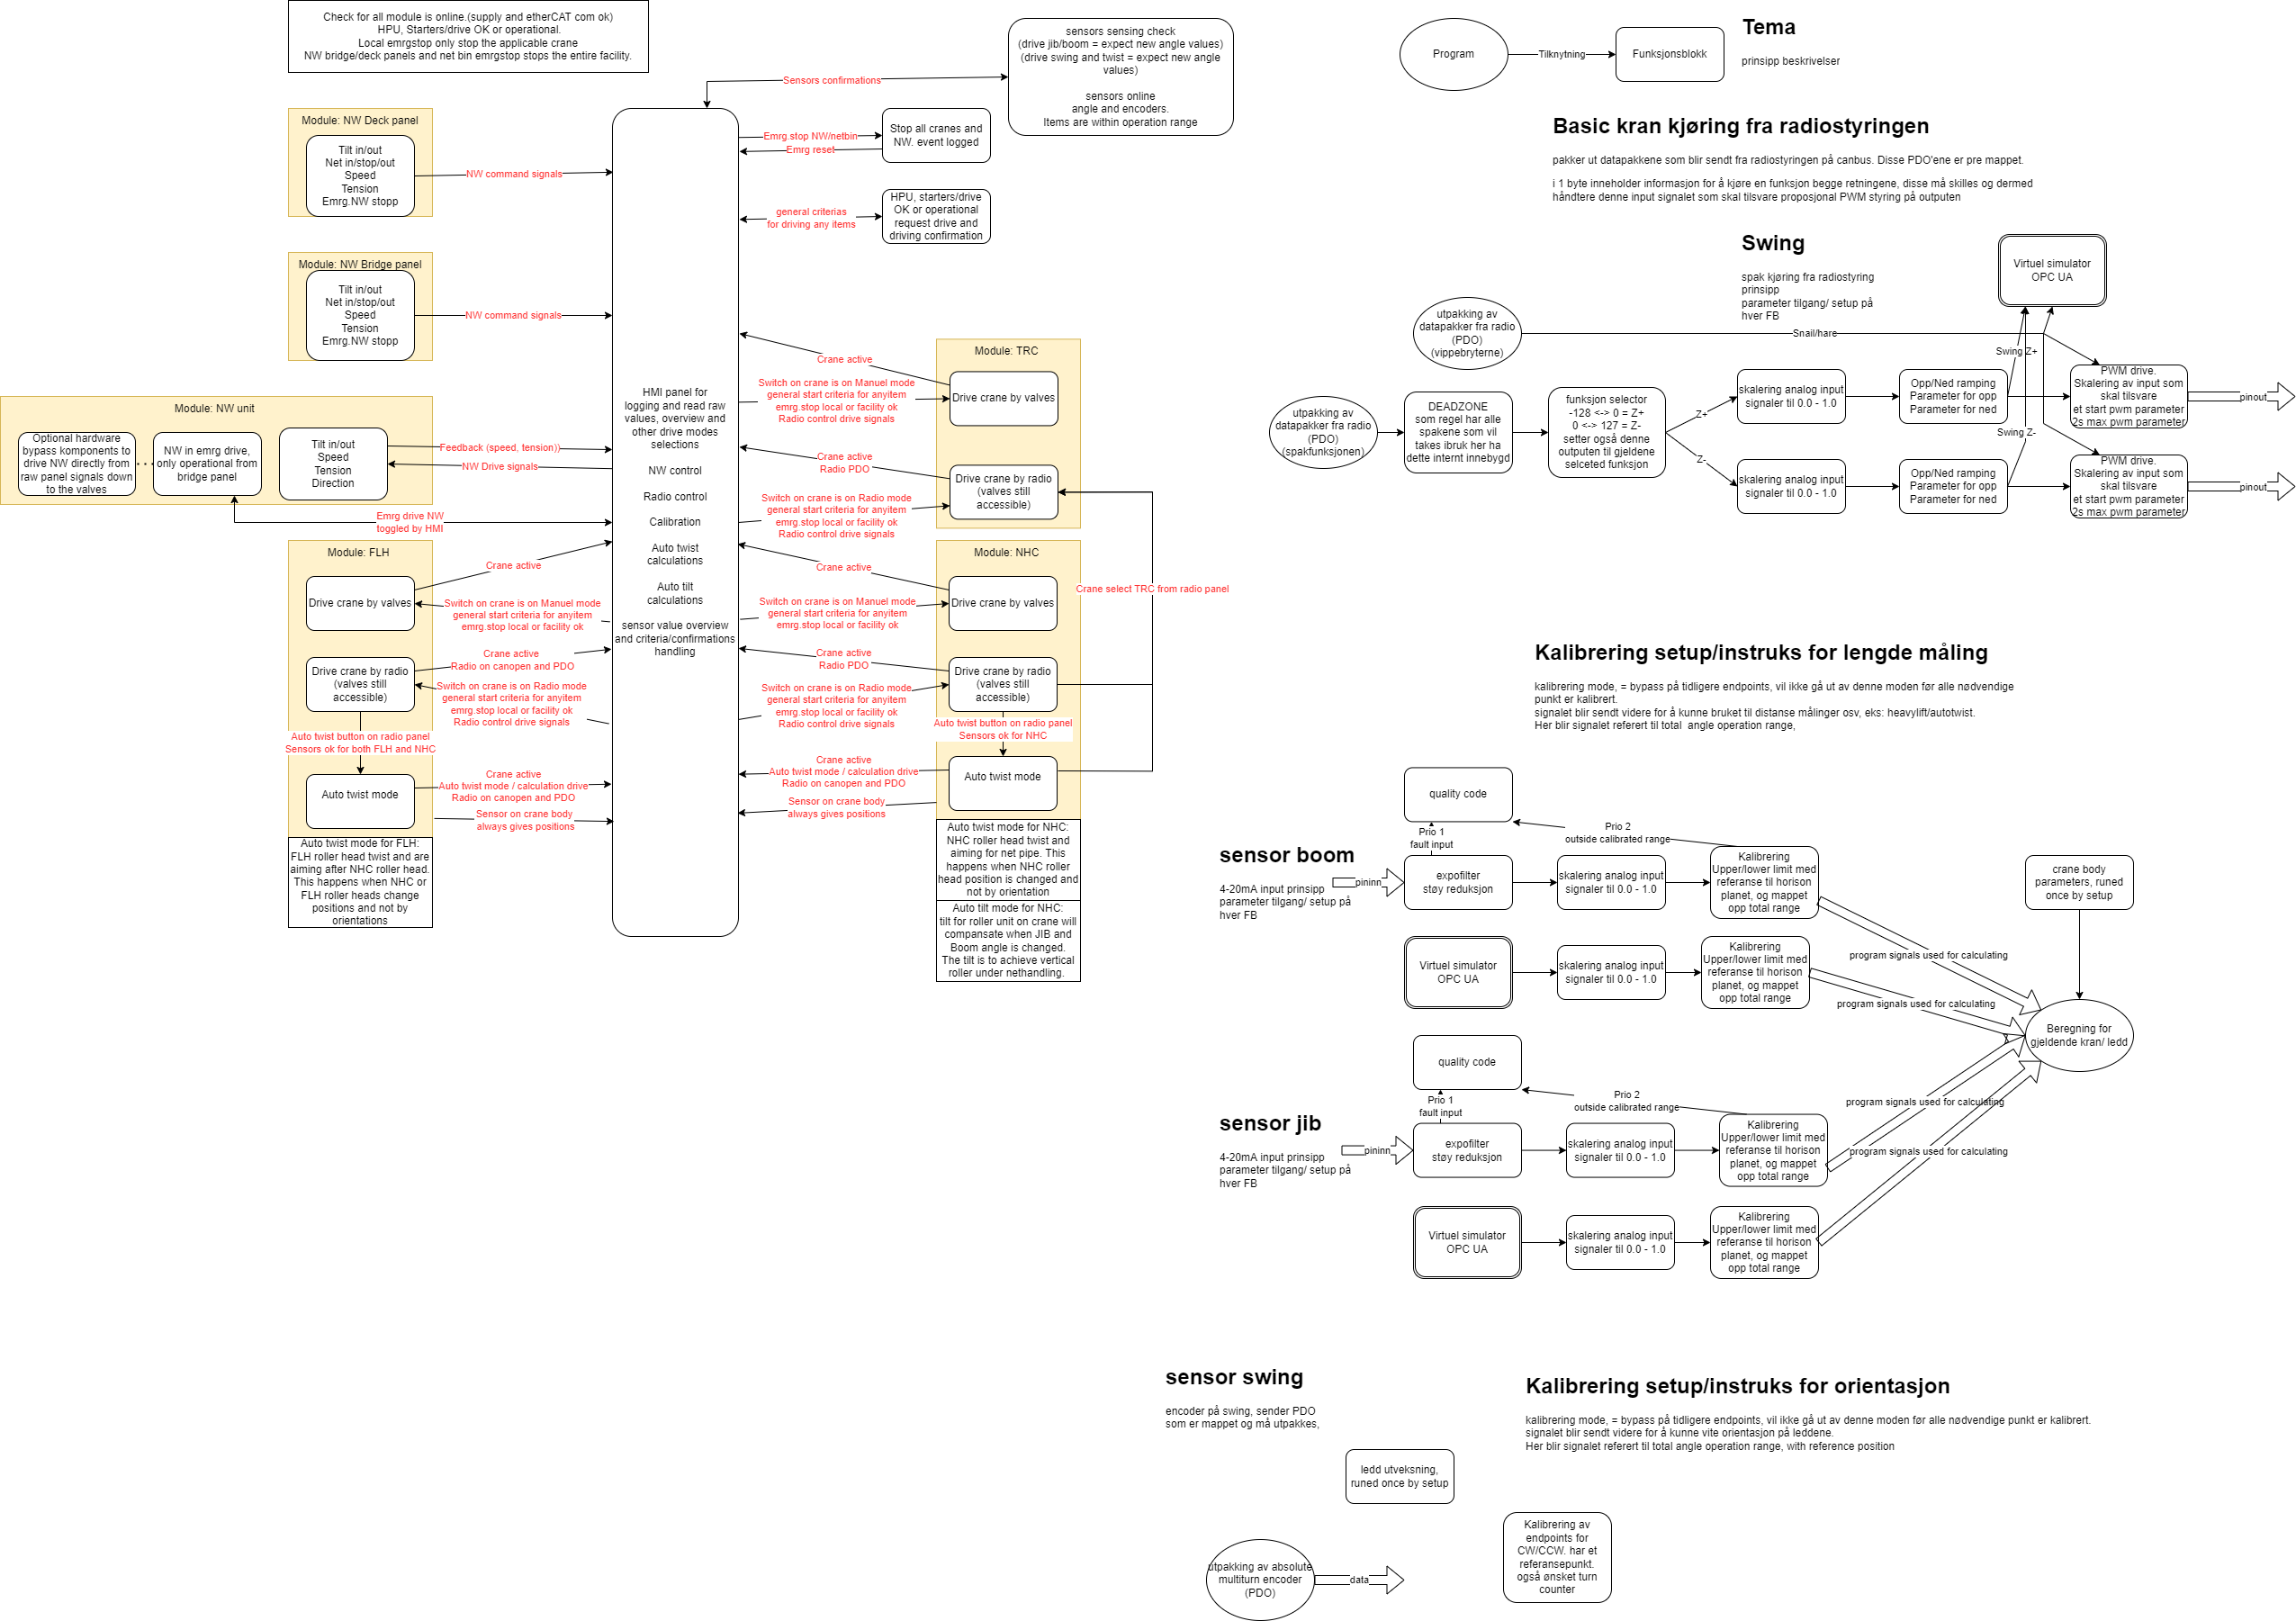 Check for all module is online.(supply and etherCAT com ok)
HPU, Starters/drive OK or operational.
Local emrgstop only stop the applicable crane
NW bridge/deck panels and net bin emrgstop stops the entire facility.
Module: NW Deck panel
Tilt in/out
Net in/stop/out
Speed
Tension
Emrg.NW stopp
NW command signals
Module: NW Bridge panel
Tilt in/out
Net in/stop/out
Speed
Tension
Emrg.NW stopp
NW command signals
Module: NW unit
Optional hardware
bypass komponents to
drive NW directly from
raw panel signals down
to the valves
NW in emrg drive,
only operational from
bridge panel
Tilt in/out
Speed
Tension
Direction
Feedback (speed, tension))
NW Drive signals
Emrg drive NW
toggled by HMI
Module: FLH
Drive crane by valves
Crane active
Switch on crane is on Manuel mode
general start criteria for anyitem
emrg.stop local or facility ok
Drive crane by radio
(valves still
accessible)
Crane active
Radio on canopen and PDO
Switch on crane is on Radio mode
general start criteria for anyitem
emrg.stop local or facility ok
Radio control drive signals
Auto twist button on radio panel
Sensors ok for both FLH and NHC
Auto twist mode
Crane active
Auto twist mode / calculation drive
Radio on canopen and PDO
Sensor on crane body
always gives positions
Auto twist mode for FLH:
FLH roller head twist and are
aiming after NHC roller head.
This happens when NHC or
FLH roller heads change
positions and not by
orientations
HMI panel for
logging and read raw
values, overview and
other drive modes
selections
NW control
Radio control
Calibration
Auto twist
calculations
Auto tilt
calculations
sensor value overview
and criteria/confirmations
handling
Sensors confirmations
sensors sensing check
(drive jib/boom = expect new angle values)
(drive swing and twist = expect new angle
values)
sensors online
angle and encoders.
Items are within operation range
Emrg.stop NW/netbin
Emrg reset
Stop all cranes and
NW. event logged
general criterias
for driving any items
HPU, starters/drive
OK or operational
request drive and
driving confirmation
Module: TRC
Crane active
Drive crane by valves
Switch on crane is on Manuel mode
general start criteria for anyitem
emrg.stop local or facility ok
Radio control drive signals
Crane active
Radio PDO
Drive crane by radio
(valves still
accessible)
Switch on crane is on Radio mode
general start criteria for anyitem
emrg.stop local or facility ok
Radio control drive signals
Module: NHC
Crane active
Drive crane by valves
Crane select TRC from radio panel
Switch on crane is on Manuel mode
general start criteria for anyitem
emrg.stop local or facility ok
Crane active
Radio PDO
Drive crane by radio
(valves still
accessible)
Switch on crane is on Radio mode
general start criteria for anyitem
emrg.stop local or facility ok
Radio control drive signals
Auto twist button on radio panel
Sensors ok for NHC
Crane active
Auto twist mode / calculation drive
Radio on canopen and PDO
Auto twist mode
Sensor on crane body
always gives positions
Auto twist mode for NHC:
NHC roller head twist and
aiming for net pipe. This
happens when NHC roller
head position is changed and
not by orientation
Auto tilt mode for NHC:
tilt for roller unit on crane will
compansate when JIB and
Boom angle is changed.
The tilt is to achieve vertical
roller under nethandling.
Program
Tilknytning
Funksjonsblokk
Tema
prinsipp beskrivelser
Basic kran kjøring fra radiostyringen
pakker ut datapakkene som blir sendt fra radiostyringen på canbus. Disse PDO'ene er pre mappet.
i 1 byte inneholder informasjon for å kjøre en funksjon begge retningene, disse må skilles og dermed
håndtere denne input signalet som skal tilsvare proposjonal PWM styring på outputen
Swing
spak kjøring fra radiostyring
prinsipp
parameter tilgang/ setup på
hver FB
Virtuel simulator
OPC UA
utpakking av
datapakker fra radio
(PDO)
(vippebryterne)
Snail/hare
Swing Z+
utpakking av
datapakker fra radio
(PDO)
(spakfunksjonen)
DEADZONE
som regel har alle
spakene som vil
takes ibruk her ha
dette internt innebygd
funksjon selector
-128 <-> 0 = Z+
0 <-> 127 = Z-
setter også denne
outputen til gjeldene
selceted funksjon
Z+
skalering analog input
signaler til 0.0 - 1.0
Opp/Ned ramping
Parameter for opp
Parameter for ned
PWM drive.
Skalering av input som
skal tilsvare
et start pwm parameter
2s max pwm parameter
pinout
Swing Z-
Z-
skalering analog input
signaler til 0.0 - 1.0
Opp/Ned ramping
Parameter for opp
Parameter for ned
PWM drive.
Skalering av input som
skal tilsvare
et start pwm parameter
2s max pwm parameter
pinout
Kalibrering setup/instruks for lengde måling
kalibrering mode, = bypass på tidligere endpoints, vil ikke gå ut av denne moden før alle nødvendige
punkt er kalibrert.
signalet blir sendt videre for å kunne bruket til distanse målinger osv, eks: heavylift/autotwist.
Her blir signalet referert til total  angle operation range,
quality code
Prio 1
fault input
Prio 2
outside calibrated range
sensor boom
4-20mA input prinsipp
parameter tilgang/ setup på
hver FB
pininn
expofilter
støy reduksjon
skalering analog input
signaler til 0.0 - 1.0
Kalibrering
Upper/lower limit med
referanse til horison
planet, og mappet
opp total range
crane body
parameters, runed
once by setup
program signals used for calculating
Virtuel simulator
OPC UA
skalering analog input
signaler til 0.0 - 1.0
Kalibrering
Upper/lower limit med
referanse til horison
planet, og mappet
opp total range
program signals used for calculating
Beregning for
gjeldende kran/ ledd
quality code
Prio 1
fault input
Prio 2
outside calibrated range
program signals used for calculating
sensor jib
4-20mA input prinsipp
parameter tilgang/ setup på
hver FB
pininn
expofilter
støy reduksjon
skalering analog input
signaler til 0.0 - 1.0
Kalibrering
Upper/lower limit med
referanse til horison
planet, og mappet
opp total range
program signals used for calculating
Virtuel simulator
OPC UA
skalering analog input
signaler til 0.0 - 1.0
Kalibrering
Upper/lower limit med
referanse til horison
planet, og mappet
opp total range
sensor swing
encoder på swing, sender PDO
som er mappet og må utpakkes,
Kalibrering setup/instruks for orientasjon
kalibrering mode, = bypass på tidligere endpoints, vil ikke gå ut av denne moden før alle nødvendige punkt er kalibrert.
signalet blir sendt videre for å kunne vite orientasjon på leddene.
Her blir signalet referert til total angle operation range, with reference position
ledd utveksning,
runed once by setup
utpakking av absolute
multiturn encoder
(PDO)
data
Kalibrering av
endpoints for
CW/CCW. har et
referansepunkt.
også ønsket turn
counter